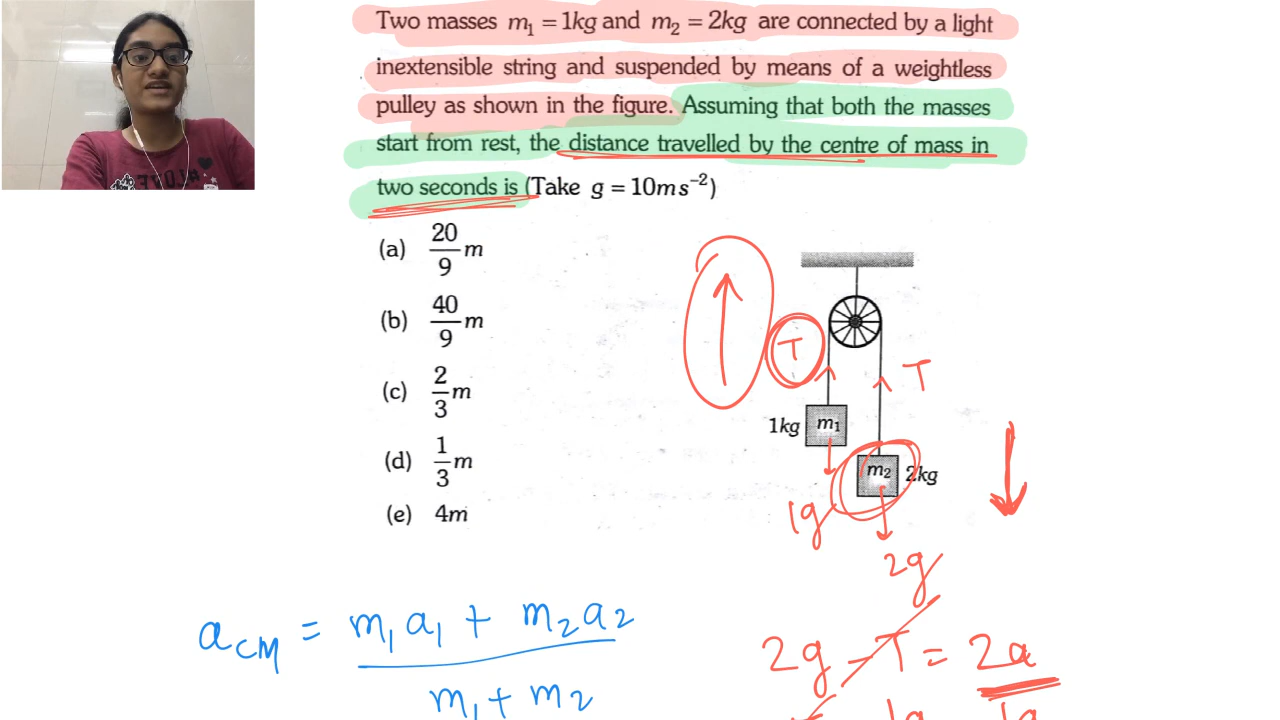 Two masses m₁ = 1kg and m₂ = 2kg are connected by a light
inextensible string and suspended by means of a weightless
pulley as shown in the figure. Assuming that both the masses
start from rest, the distance travelled by the centre of mass in
two seconds is (Take g = 10ms⁻²)
(a) 20/9 m
(b) 40/9 m
(c) 2/3 m
(d) 1/3 m
(e) 4m
T
T
1kg m₁
m₂ 2kg
1g
2g
a_CM = (m₁a₁ + m₂a₂)/(m₁ + m₂)
2g – T = 2a